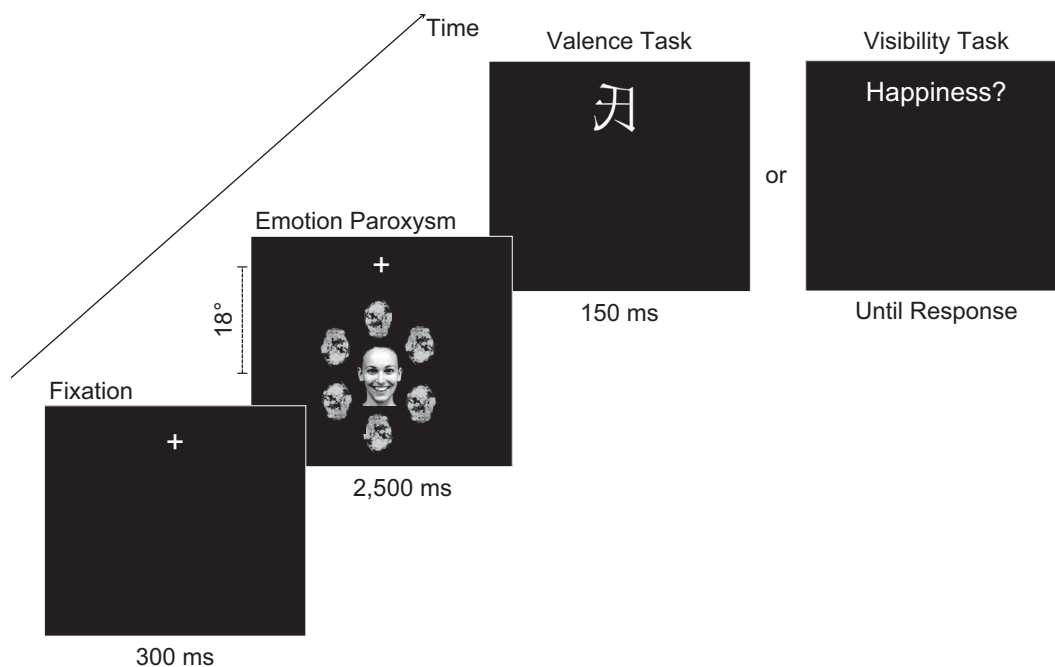 Time
Valence Task
Visibility Task
Happiness?
or
150 ms
Until Response
Emotion Paroxysm
18°
2,500 ms
Fixation
300 ms